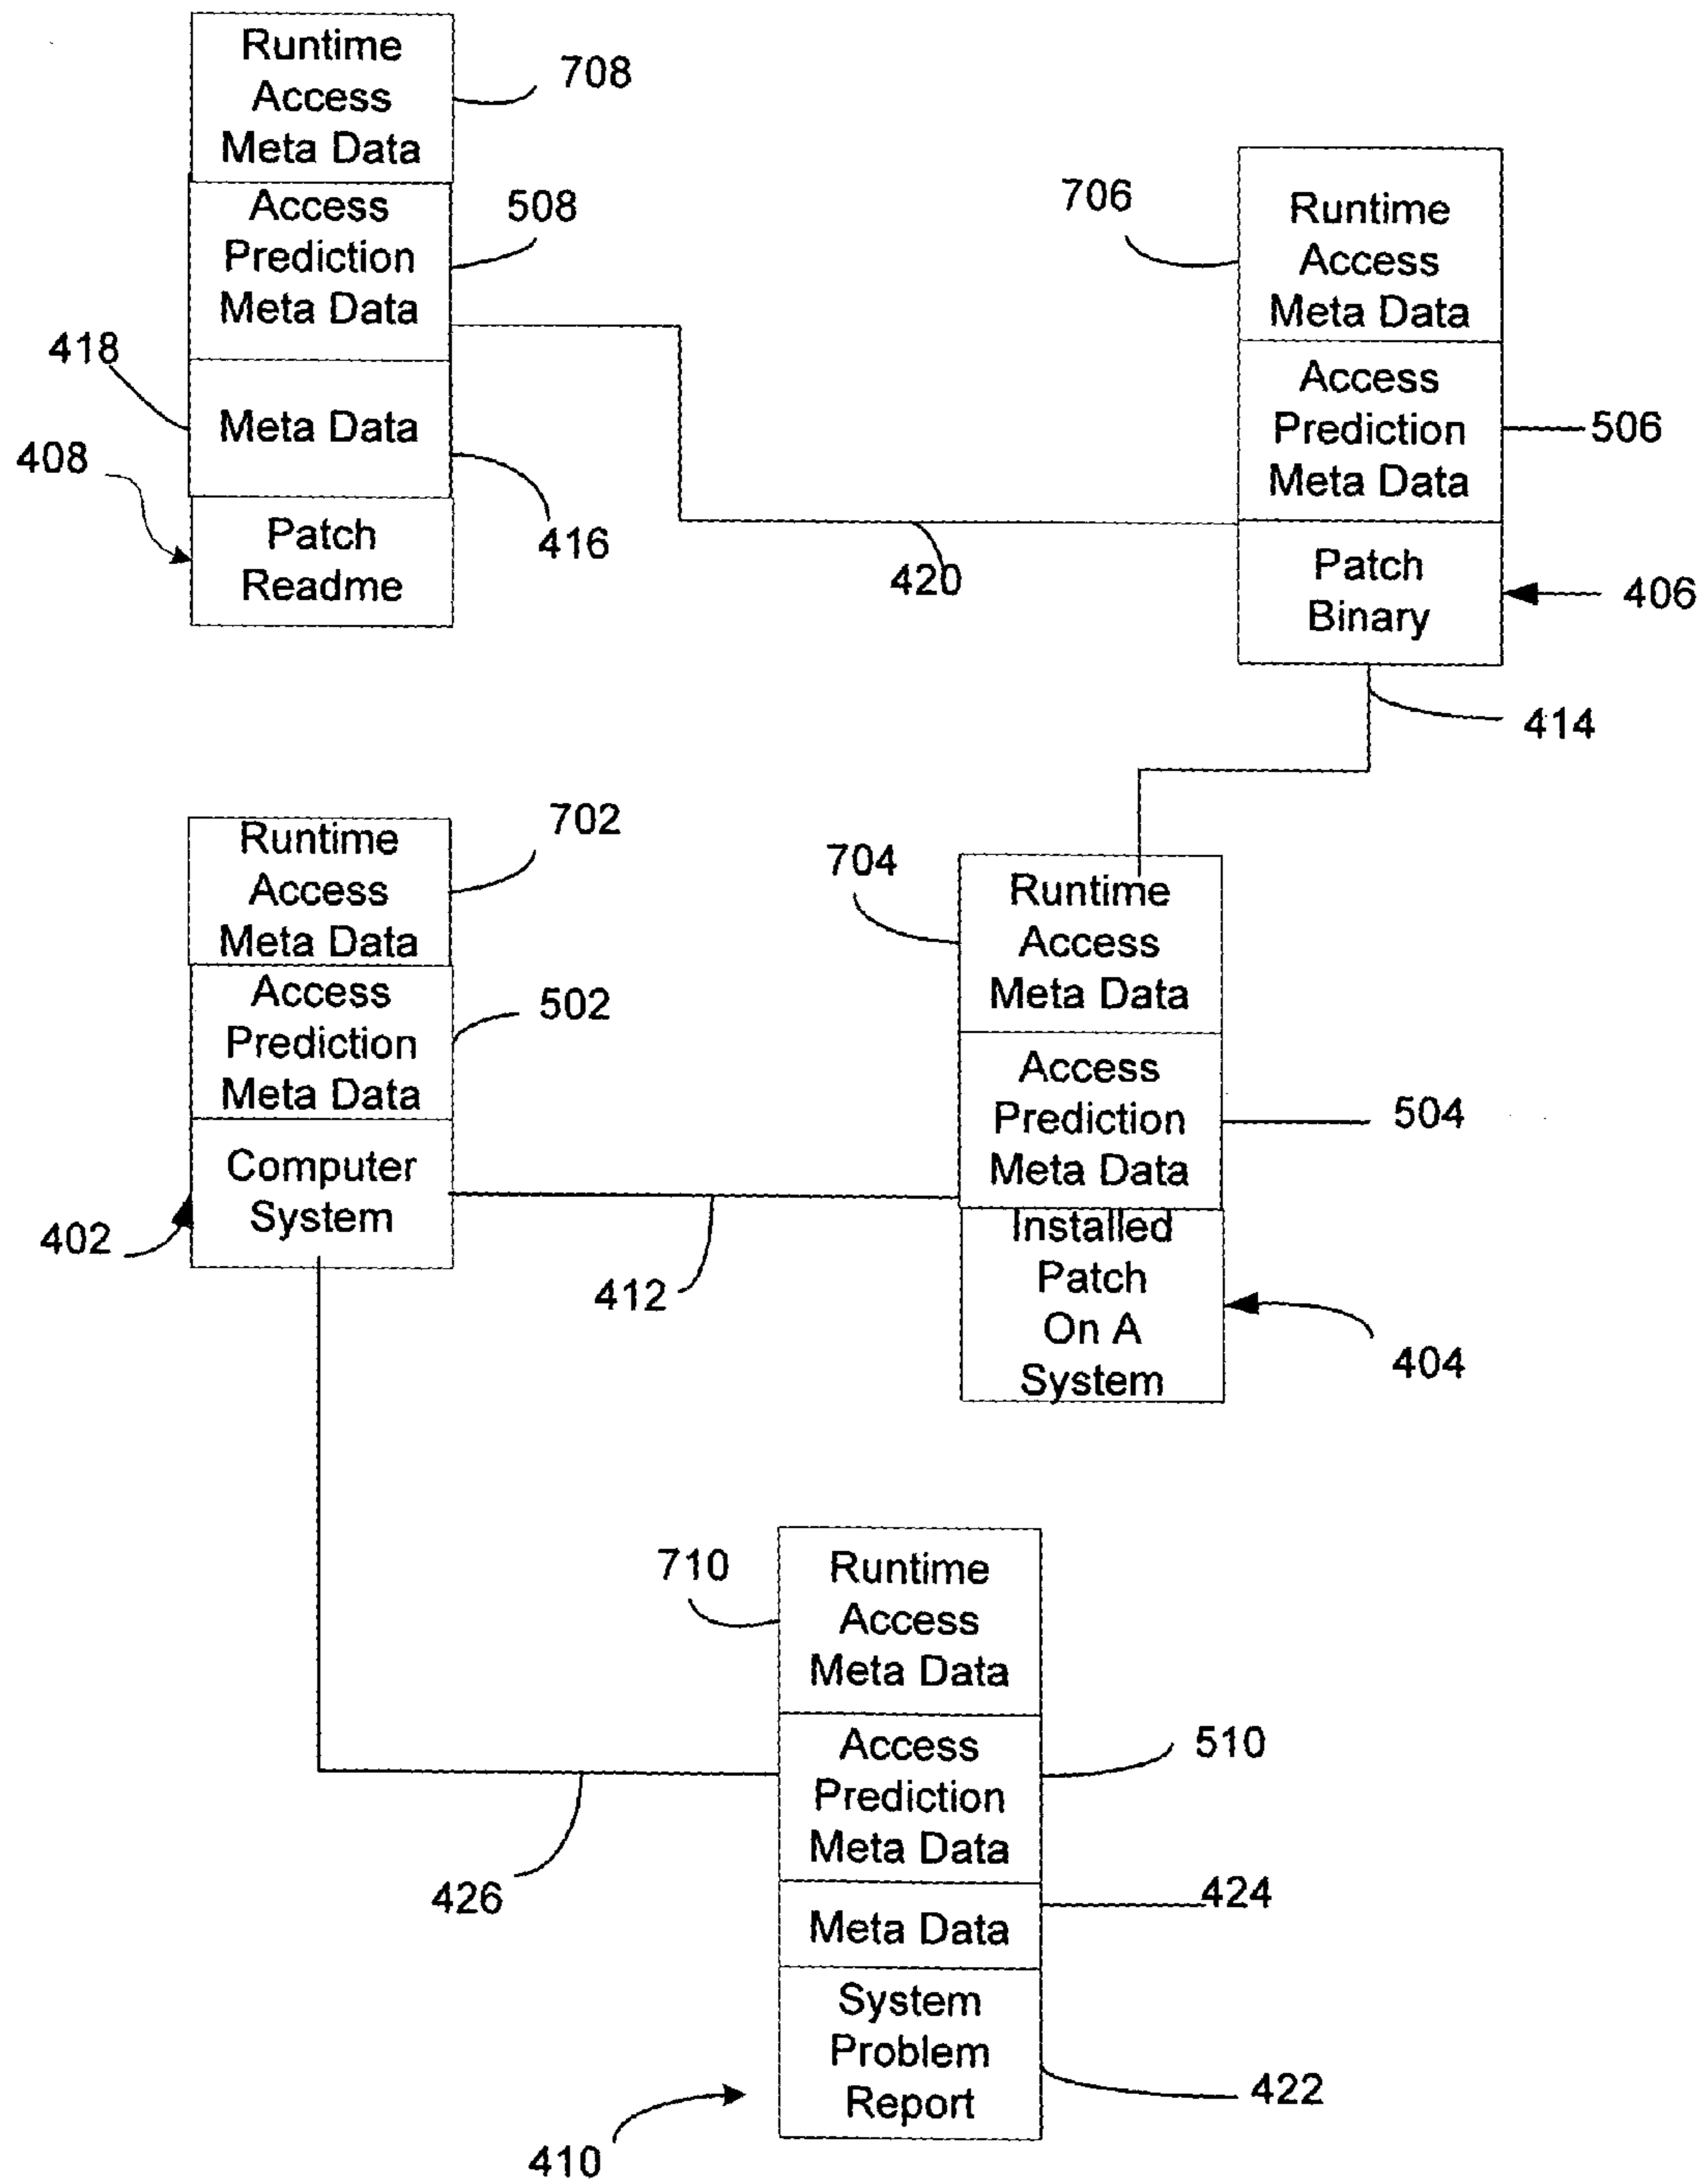 Runtime
Access
Meta Data
708
Access
Prediction
Meta Data
508
418
Meta Data
416
408
Patch
Readme
420
706
Runtime
Access
Meta Data
Access
Prediction
Meta Data
506
Patch
Binary
406
414
702
Runtime
Access
Meta Data
Access
Prediction
Meta Data
502
Computer
System
402
412
704
Runtime
Access
Meta Data
Access
Prediction
Meta Data
504
Installed
Patch
On A
System
404
426
710
Runtime
Access
Meta Data
Access
Prediction
Meta Data
510
Meta Data
424
System
Problem
Report
422
410